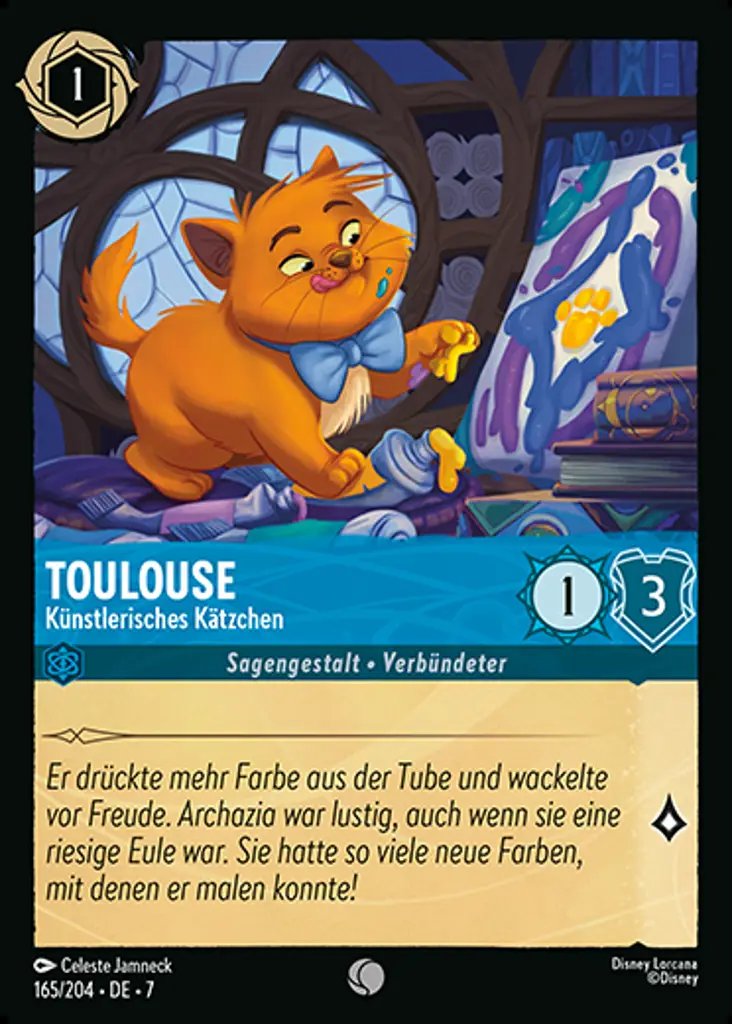 1
TOULOUSE
Künstlerisches Kätzchen
1
3
Sagengestalt • Verbündeter
Er drückte mehr Farbe aus der Tube und wackelte
vor Freude. Archazia war lustig, auch wenn sie eine
riesige Eule war. Sie hatte so viele neue Farben,
mit denen er malen konnte!
Celeste Jamneck
165/204 • DE • 7
Disney Lorcana
©Disney